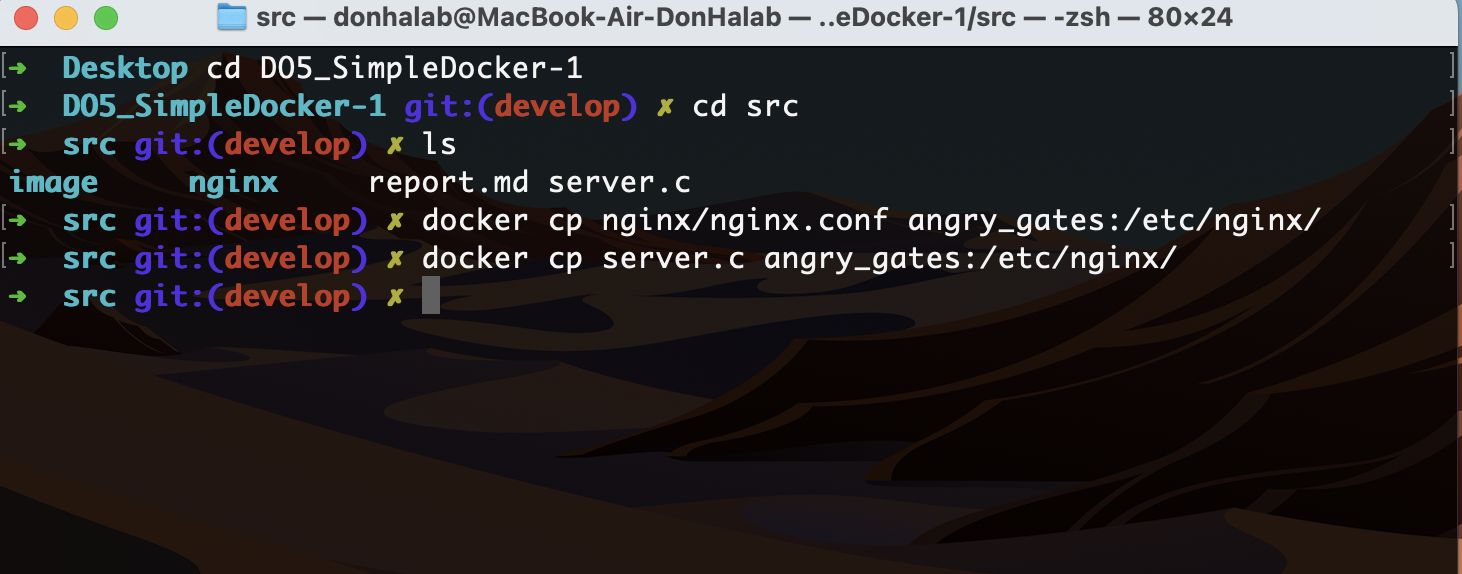 src — donhalab@MacBook-Air-DonHalab — ..eDocker-1/src — -zsh — 80×24
[➜  Desktop cd DO5_SimpleDocker-1 ]
[➜  DO5_SimpleDocker-1 git:(develop) ✗ cd src ]
[➜  src git:(develop) ✗ ls ]
image     nginx     report.md server.c
[➜  src git:(develop) ✗ docker cp nginx/nginx.conf angry_gates:/etc/nginx/ ]
[➜  src git:(develop) ✗ docker cp server.c angry_gates:/etc/nginx/ ]
➜  src git:(develop) ✗